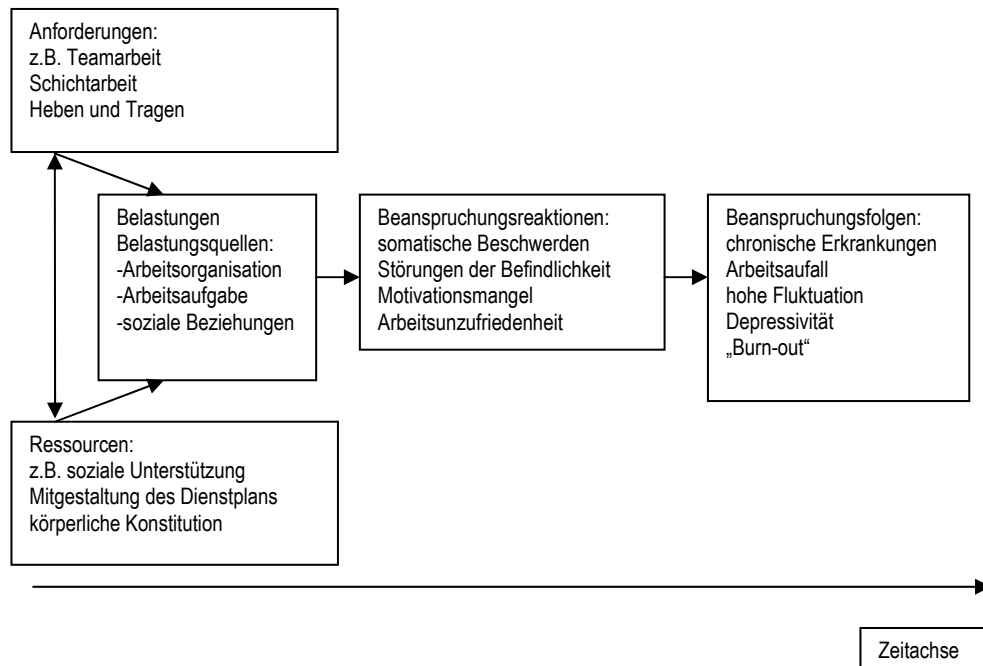 Anforderungen:
z.B. Teamarbeit
Schichtarbeit
Heben und Tragen
Belastungen
Belastungsquellen:
-Arbeitsorganisation
-Arbeitsaufgabe
-soziale Beziehungen
Beanspruchungsreaktionen:
somatische Beschwerden
Störungen der Befindlichkeit
Motivationsmangel
Arbeitsunzufriedenheit
Beanspruchungsfolgen:
chronische Erkrankungen
Arbeitsaufall
hohe Fluktuation
Depressivität
„Burn-out“
Ressourcen:
z.B. soziale Unterstützung
Mitgestaltung des Dienstplans
körperliche Konstitution
Zeitachse